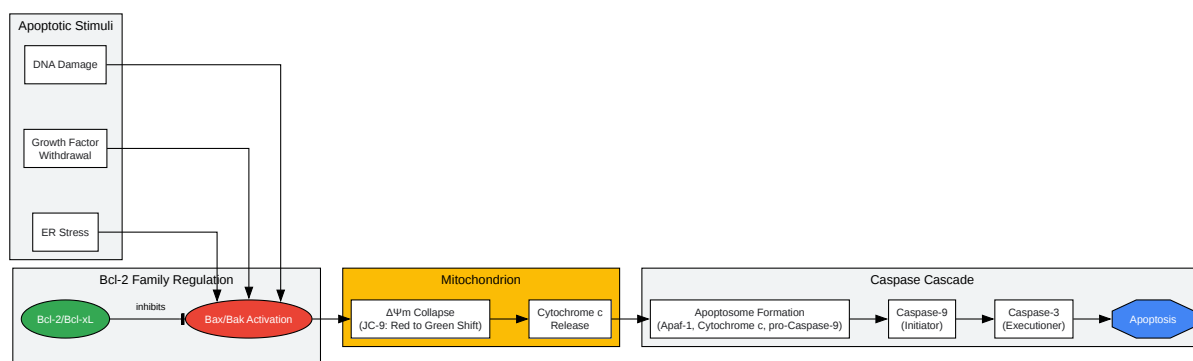 Apoptotic Stimuli
DNA Damage
Growth Factor
Withdrawal
ER Stress
Bcl-2 Family Regulation
Bcl-2/Bcl-xL
inhibits
Bax/Bak Activation
Mitochondrion
ΔΨm Collapse
(JC-9: Red to Green Shift)
Cytochrome c
Release
Caspase Cascade
Apoptosome Formation
(Apaf-1, Cytochrome c, pro-Caspase-9)
Caspase-9
(Initiator)
Caspase-3
(Executioner)
Apoptosis